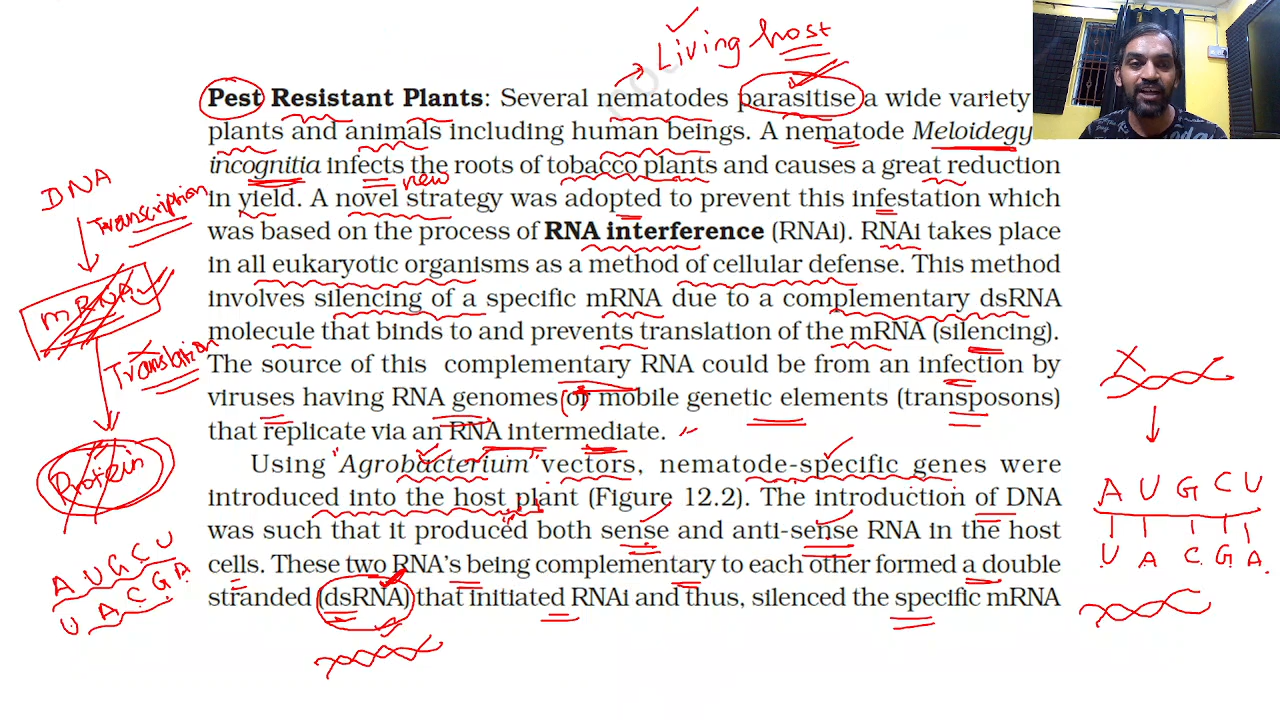 Living host
Pest Resistant Plants: Several nematodes parasitise a wide variety
plants and animals including human beings. A nematode Meloidegy
incognitia infects the roots of tobacco plants and causes a great reduction
new
in yield. A novel strategy was adopted to prevent this infestation which
was based on the process of RNA interference (RNAi). RNAi takes place
in all eukaryotic organisms as a method of cellular defense. This method
involves silencing of a specific mRNA due to a complementary dsRNA
molecule that binds to and prevents translation of the mRNA (silencing).
The source of this complementary RNA could be from an infection by
viruses having RNA genomes or mobile genetic elements (transposons)
that replicate via an RNA intermediate.
Using Agrobacterium vectors, nematode-specific genes were
introduced into the host plant (Figure 12.2). The introduction of DNA
was such that it produced both sense and anti-sense RNA in the host
cells. These two RNA's being complementary to each other formed a double
stranded (dsRNA) that initiated RNAi and thus, silenced the specific mRNA
DNA
Transcription
mRNA
Translation
Protein
A U G C U
U A C G A
A U G C U
U A C G A